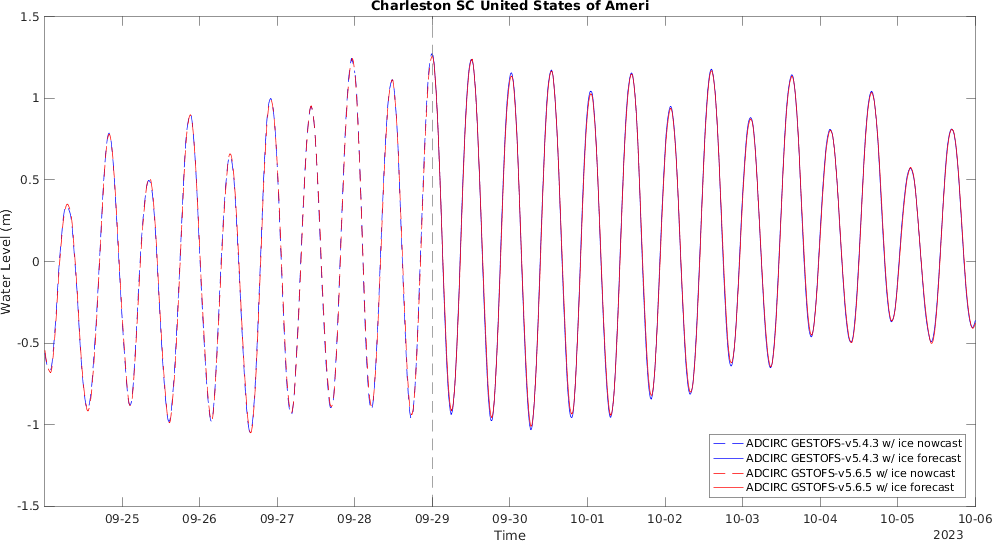 Charleston SC United States of Ameri
1.5
1
0.5
0
-0.5
-1
-1.5
Water Level (m)
ADCIRC GESTOFS-v5.4.3 w/ ice nowcast
ADCIRC GESTOFS-v5.4.3 w/ ice forecast
ADCIRC GSTOFS-v5.6.5 w/ ice nowcast
ADCIRC GSTOFS-v5.6.5 w/ ice forecast
09-25 09-26 09-27 09-28 09-29 09-30 10-01 10-02 10-03 10-04 10-05 10-06
Time
2023